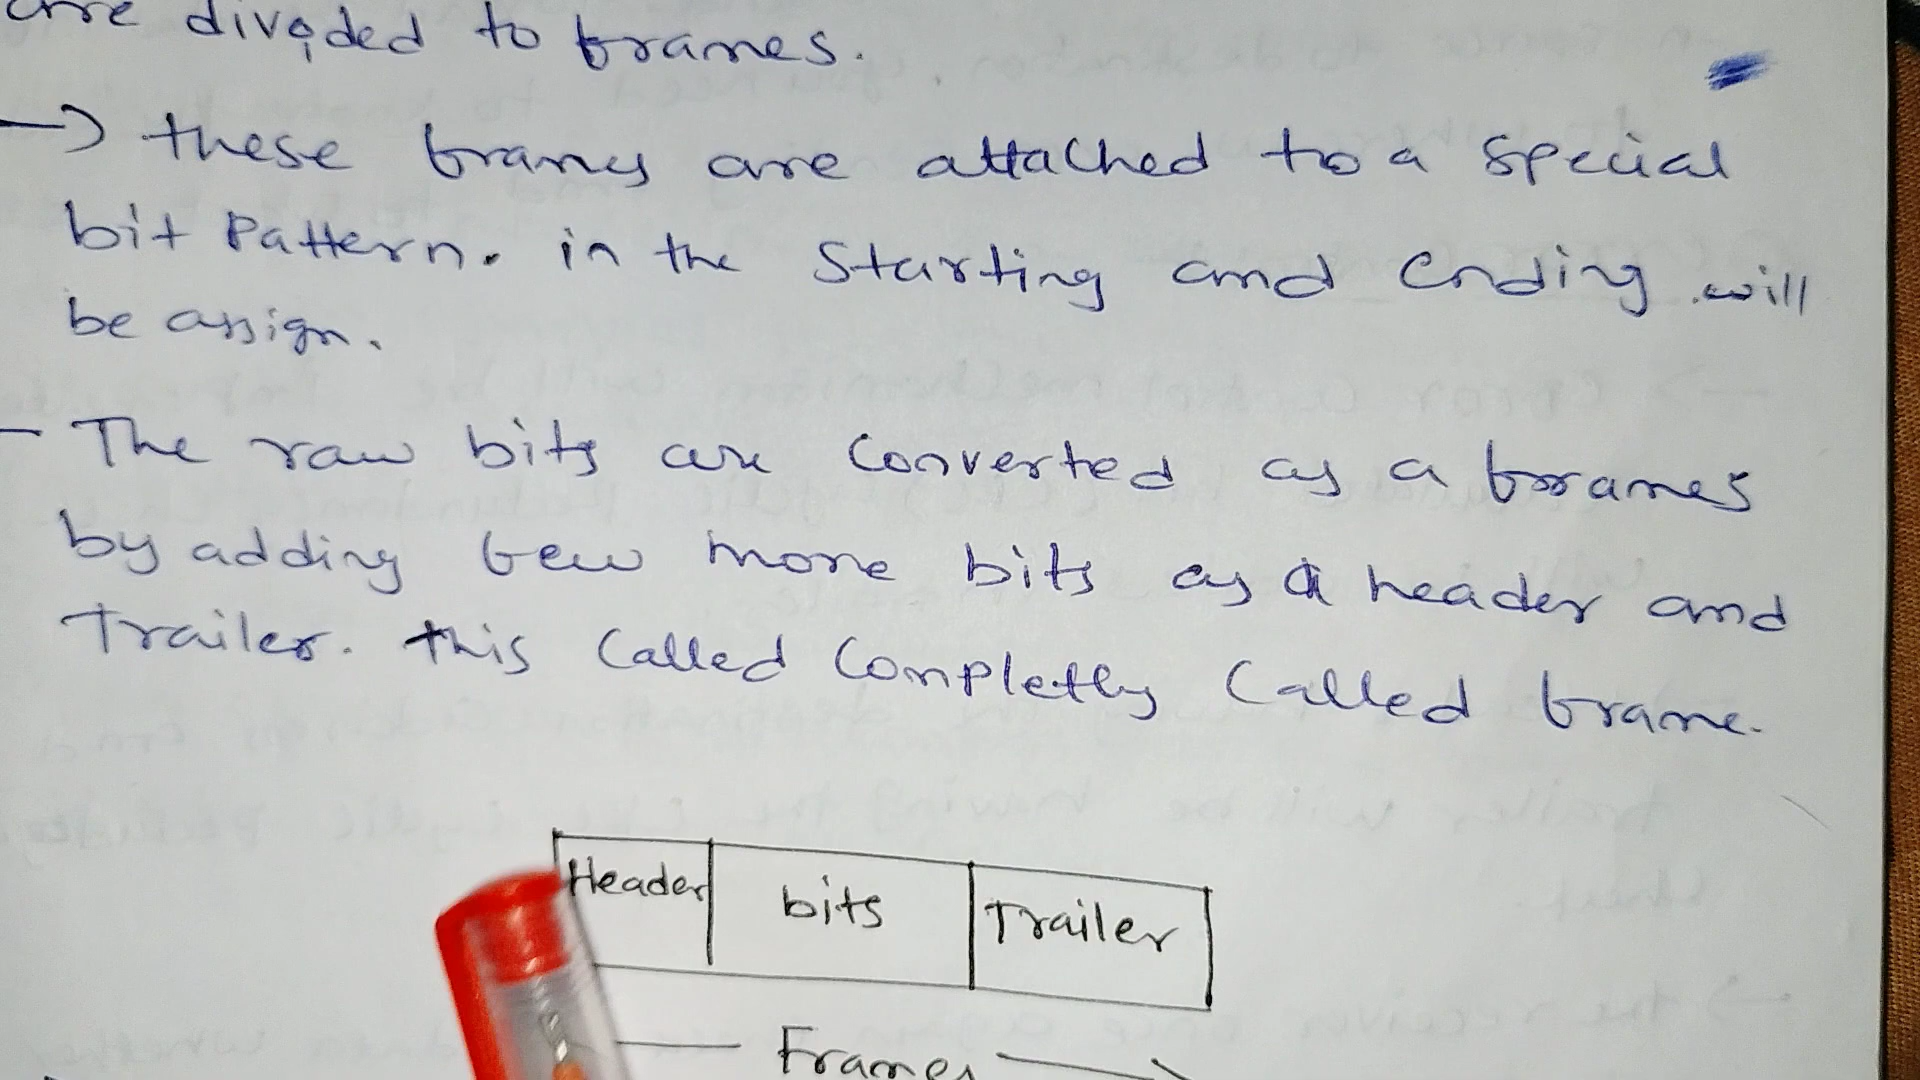 are divided to frames.
→ these frames are attached to a special
bit Pattern. in the Starting and Ending will
be assign.
- The raw bits are converted as a frames
by adding few more bits as a header and
Trailer. this Called Completly Called frame.
Header bits Trailer
Frames